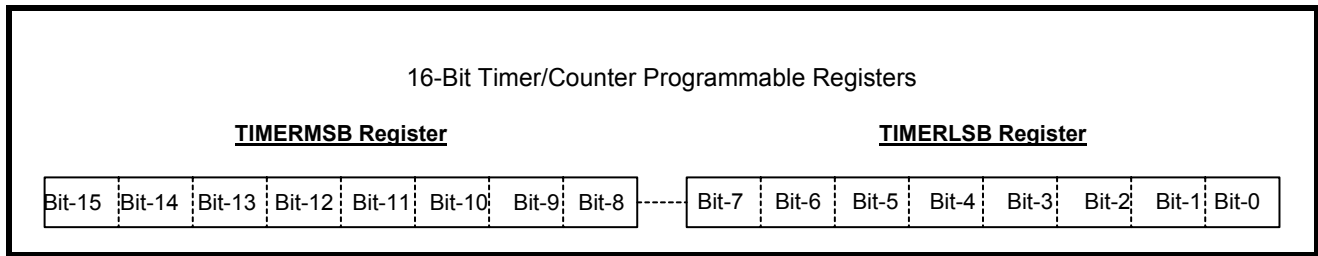 16-Bit Timer/Counter Programmable Registers
TIMERMSB Register TIMERLSB Register
Bit-15 Bit-14 Bit-13 Bit-12 Bit-11 Bit-10 Bit-9 Bit-8 Bit-7 Bit-6 Bit-5 Bit-4 Bit-3 Bit-2 Bit-1 Bit-0